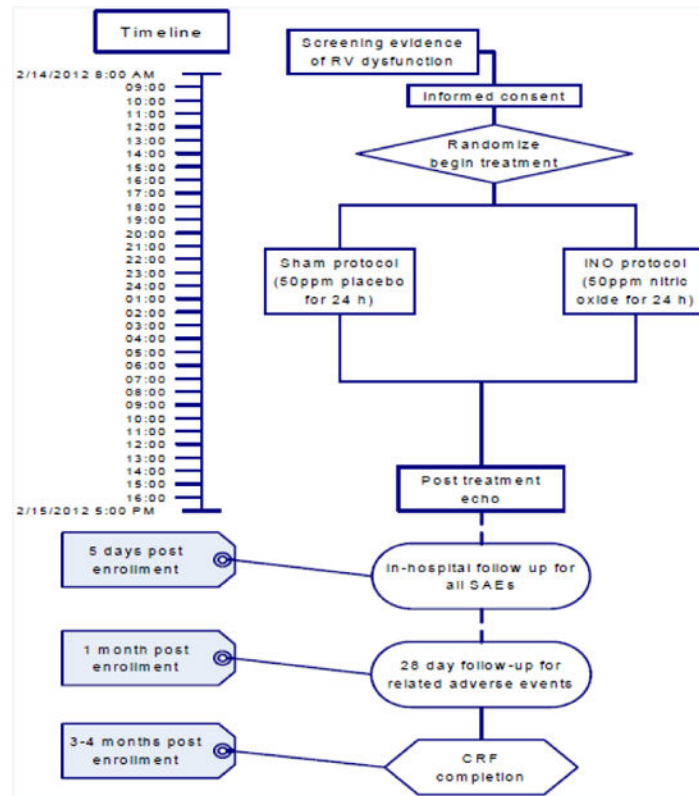 Timeline
2/14/2012 8:00 AM
09:00
10:00
11:00
12:00
13:00
14:00
15:00
16:00
17:00
18:00
19:00
20:00
21:00
22:00
23:00
24:00
01:00
02:00
03:00
04:00
05:00
06:00
07:00
08:00
09:00
10:00
11:00
12:00
13:00
14:00
15:00
16:00
2/15/2012 5:00 PM
Screening evidence
of RV dysfunction
Informed consent
Randomize
begin treatment
Sham protocol
(50ppm placebo
for 24 h)
INO protocol
(50ppm nitric
oxide for 24 h)
Post treatment
echo
5 days post
enrollment
In-hospital follow up for
all SAEs
1 month post
enrollment
28 day follow-up for
related adverse events
3-4 months post
enrollment
CRF
completion